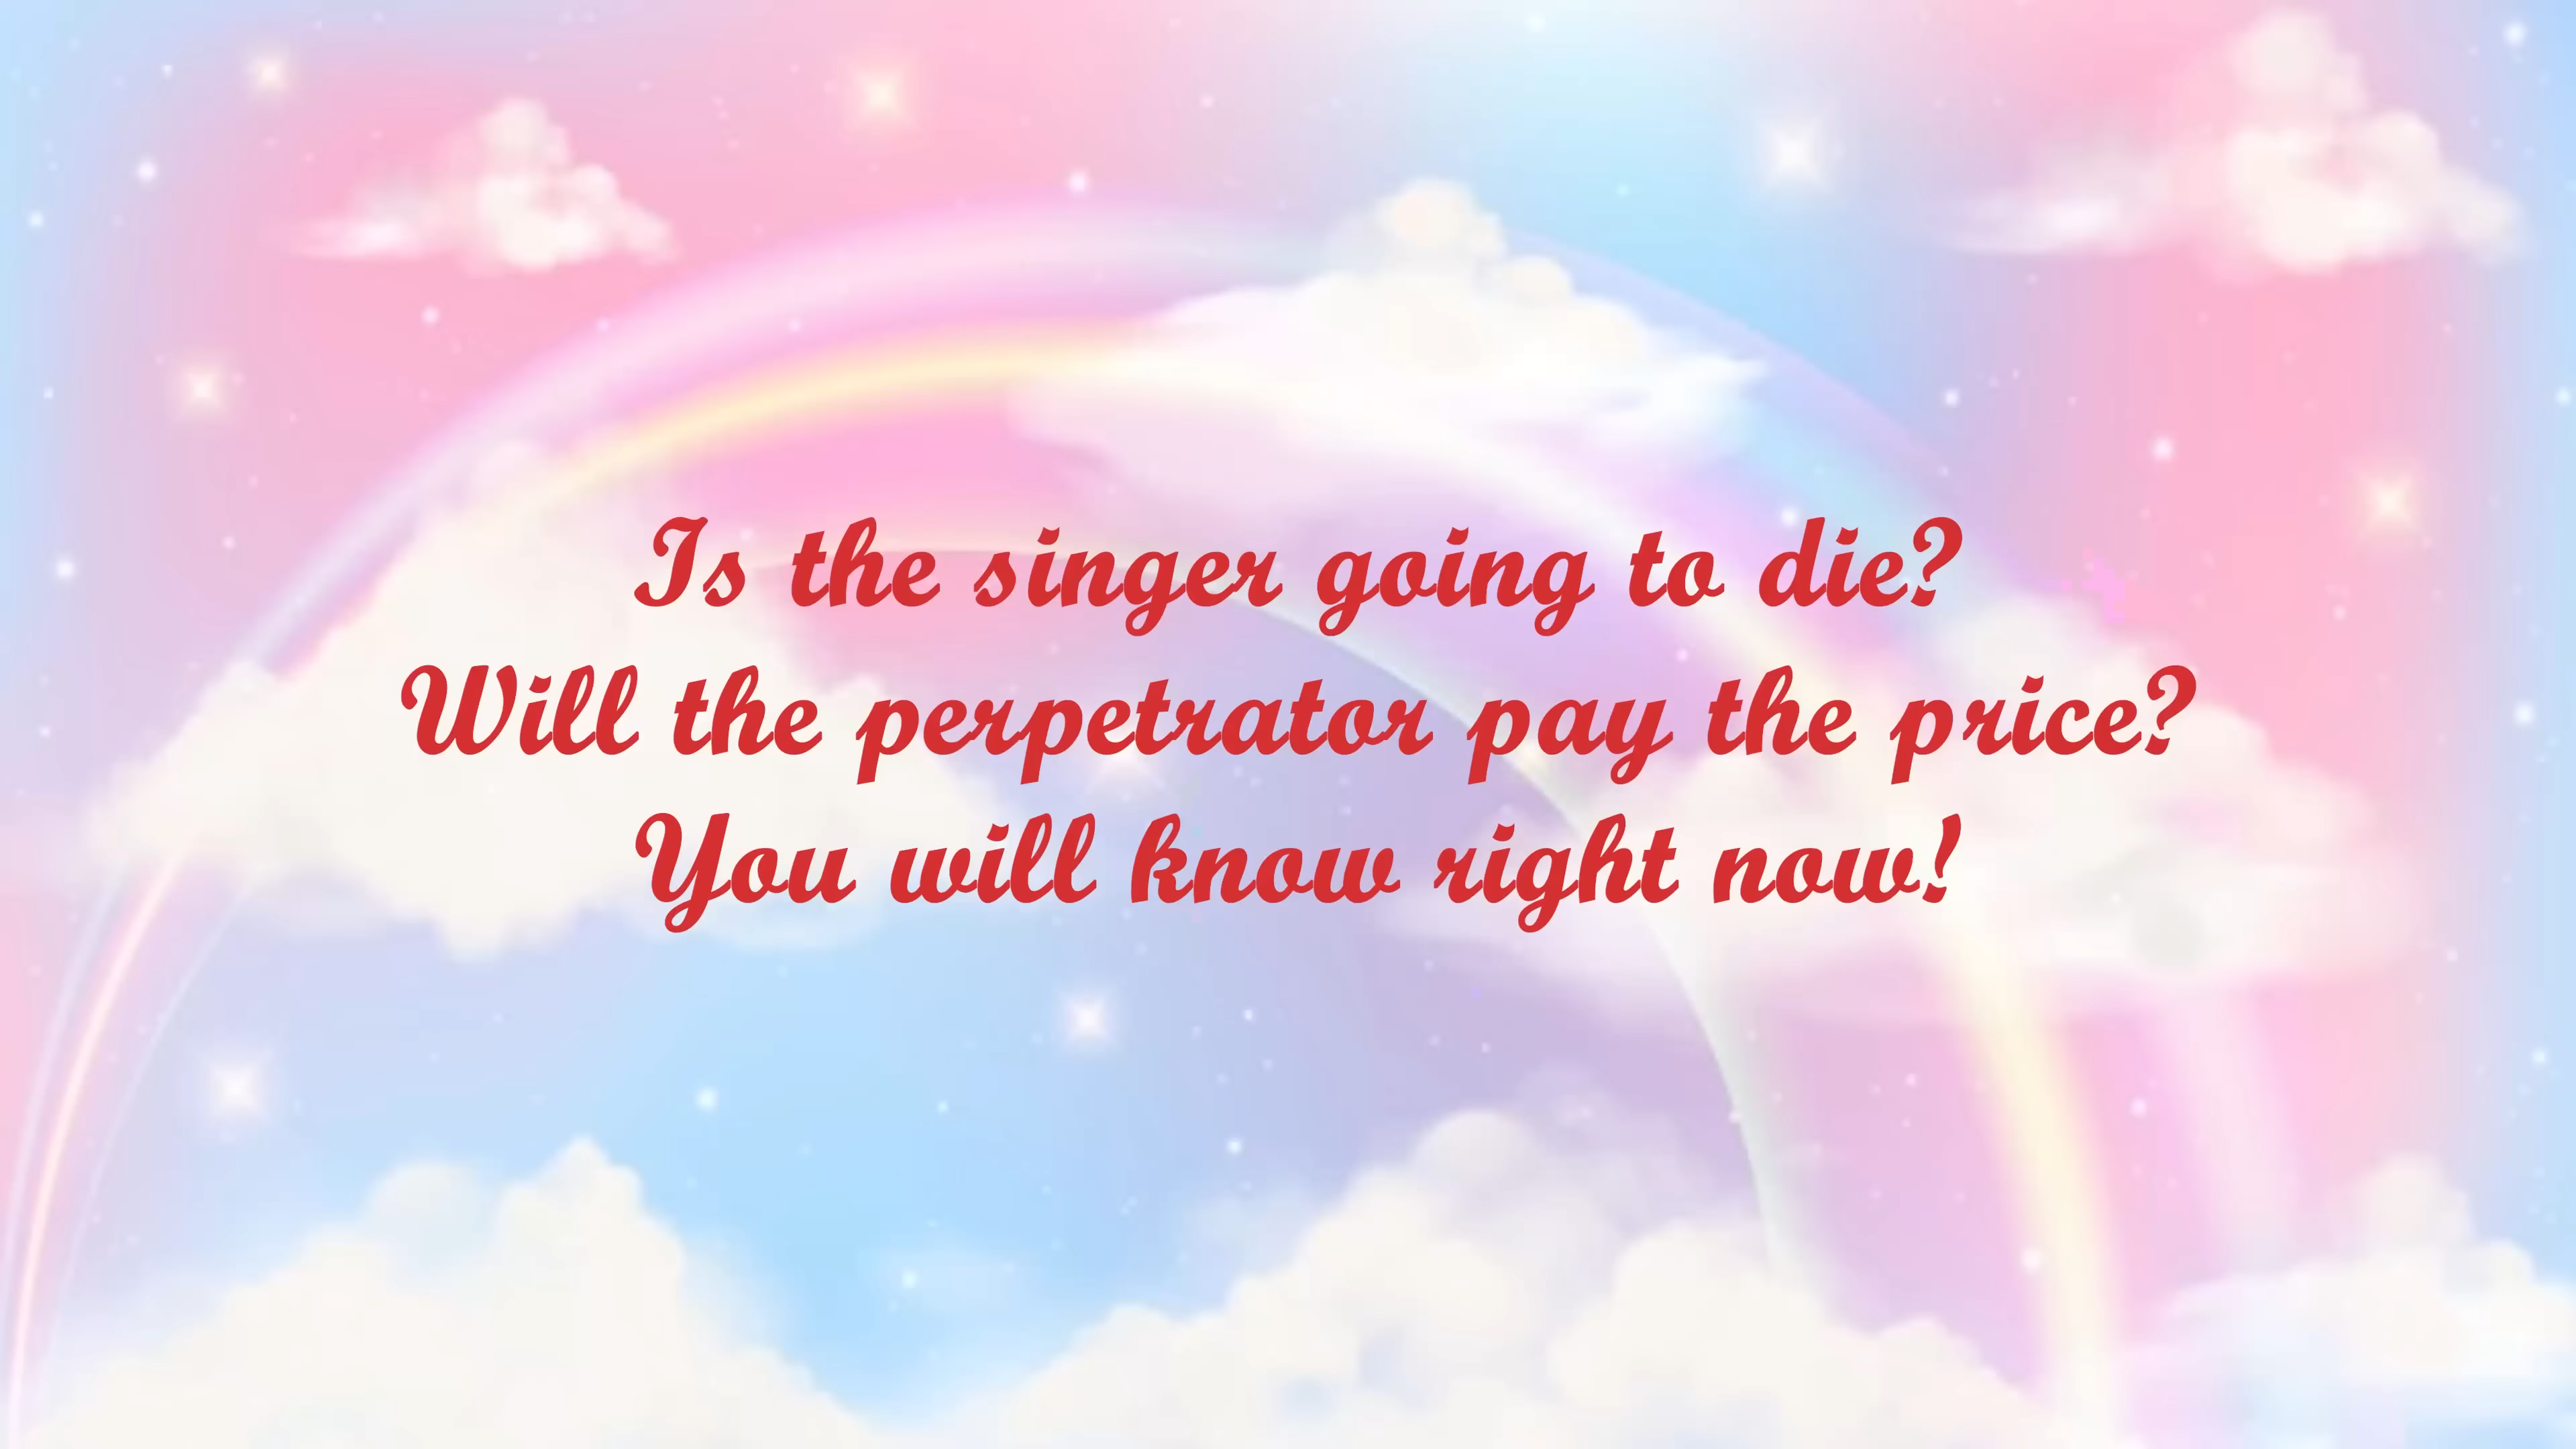 Is the singer going to die?
Will the perpetrator pay the price?
You will know right now!